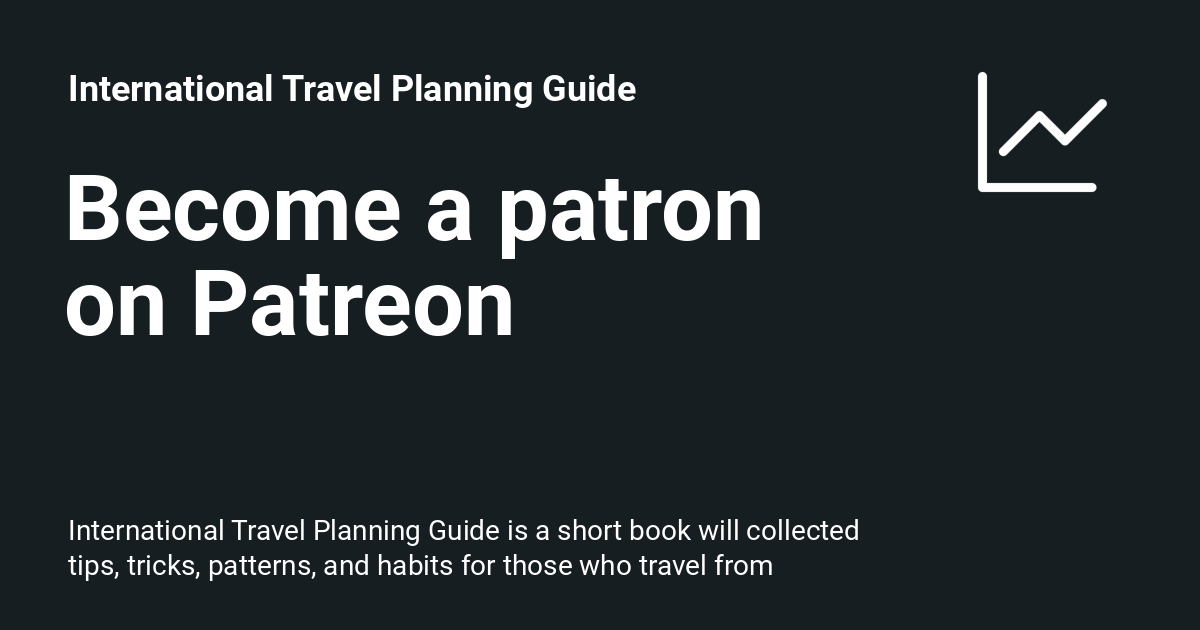 International Travel Planning Guide
Become a patron
on Patreon
International Travel Planning Guide is a short book will collected
tips, tricks, patterns, and habits for those who travel from